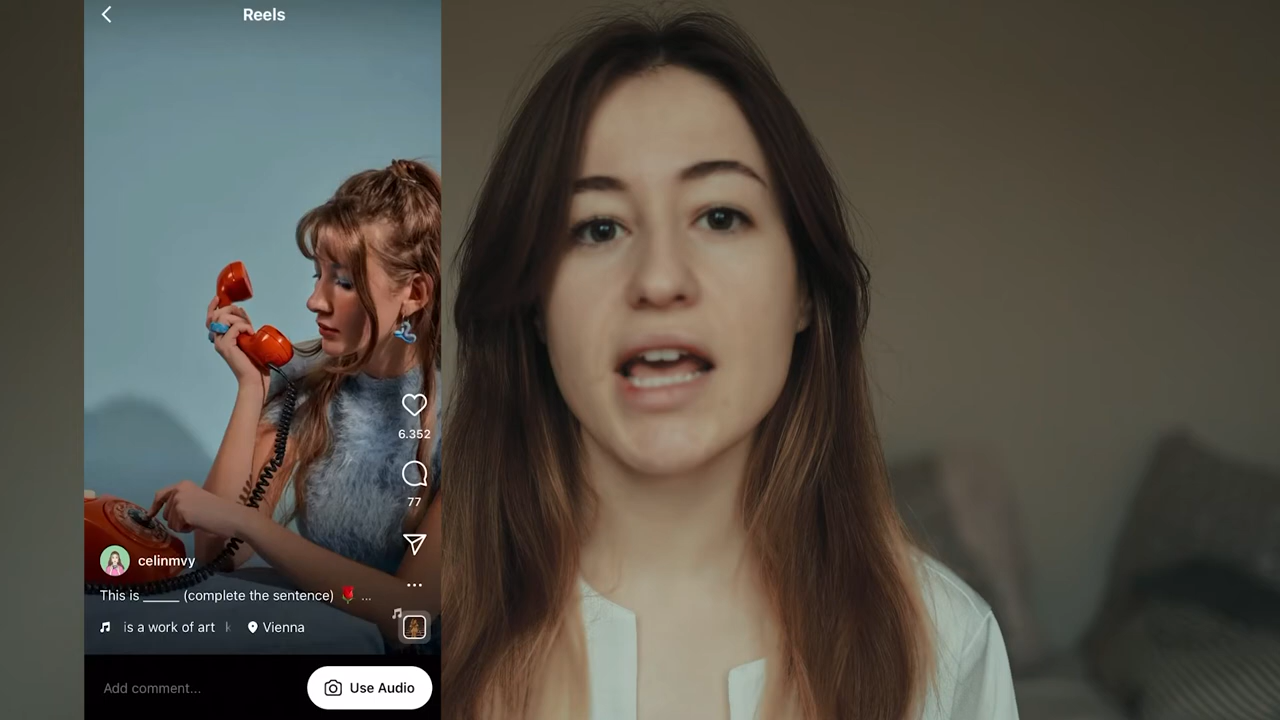 Reels
6.352
77
celinmvy
This is _____ (complete the sentence) 🌹 ...
is a work of art
Vienna
Add comment...
Use Audio